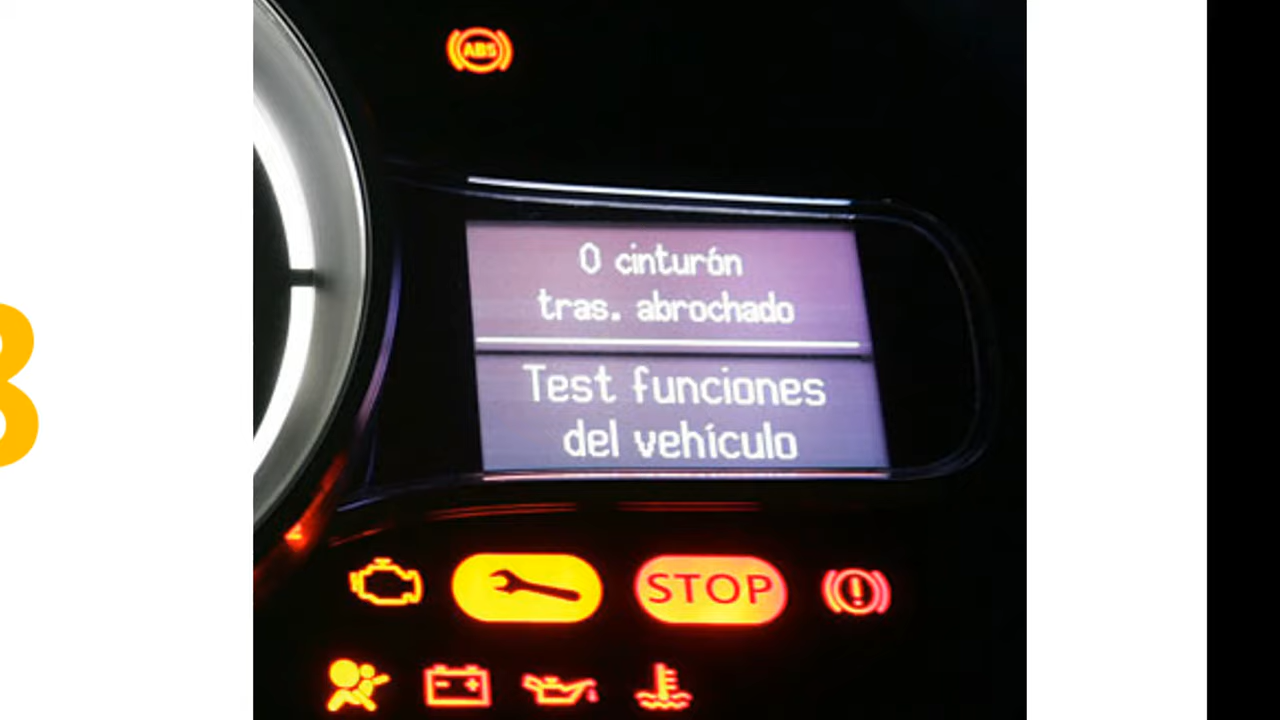 ABS
0 cinturón
tras. abrochado
Test funciones
del vehículo
STOP